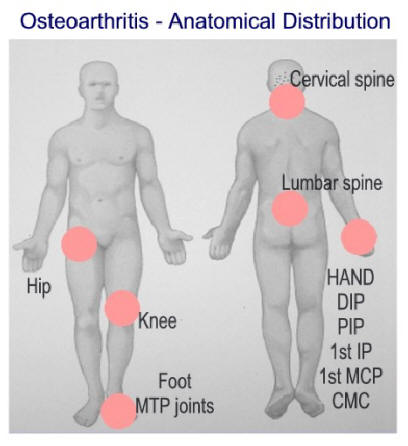 Osteoarthritis - Anatomical Distribution
Cervical spine
Lumbar spine
Hip
Knee
Foot
MTP joints
HAND
DIP
PIP
1st IP
1st MCP
CMC